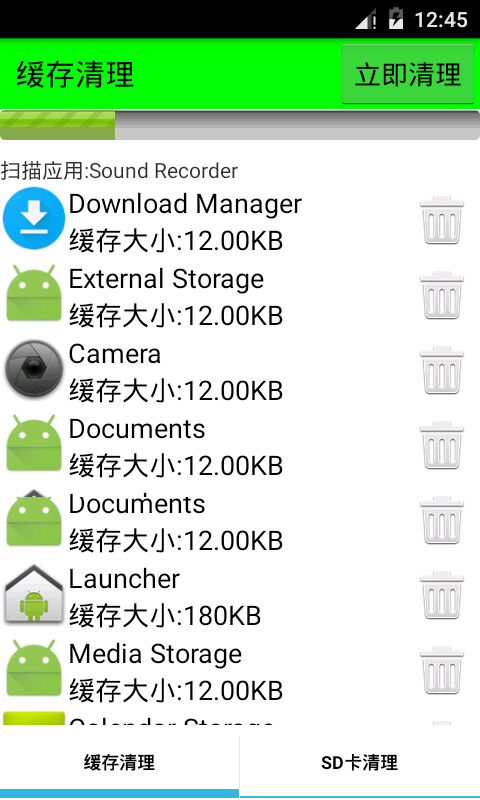 12:45
缓存清理
立即清理
扫描应用:Sound Recorder
Download Manager
缓存大小:12.00KB
External Storage
缓存大小:12.00KB
Camera
缓存大小:12.00KB
Documents
缓存大小:12.00KB
Documents
缓存大小:12.00KB
Launcher
缓存大小:180KB
Media Storage
缓存大小:12.00KB
Calendar Storage
缓存清理
SD卡清理